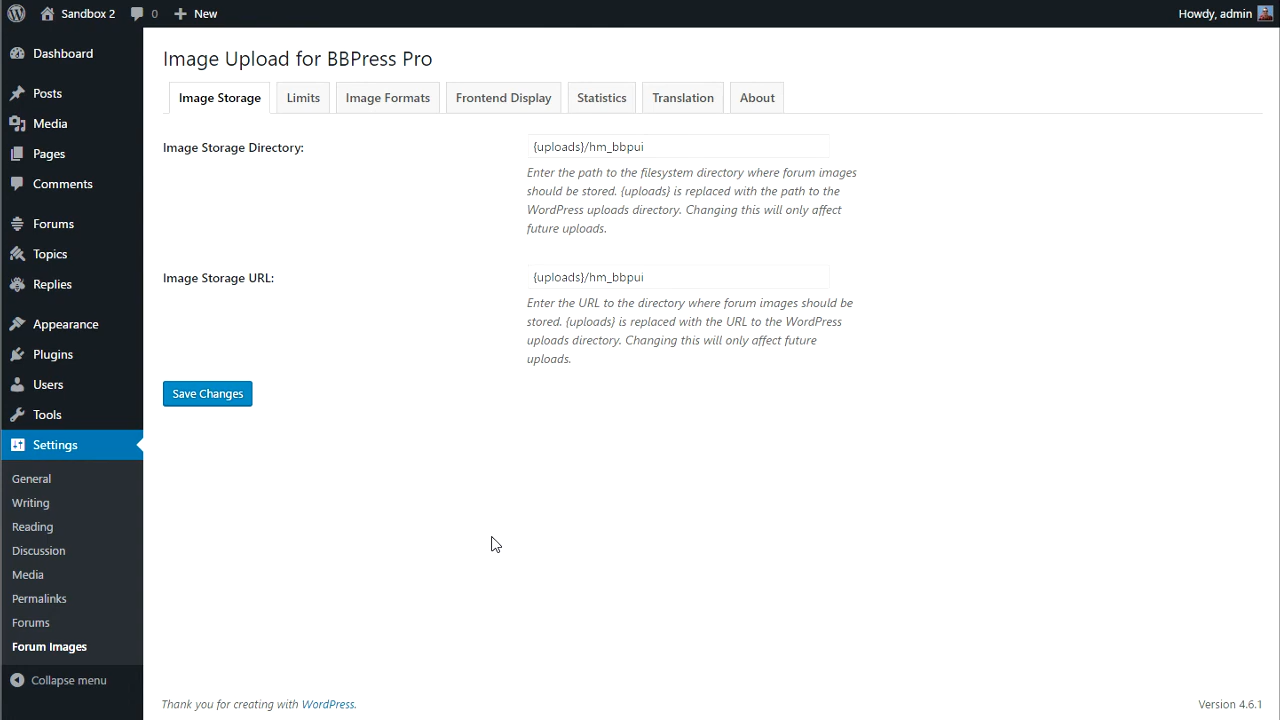 Sandbox 2 0 New Howdy, admin
Dashboard
Posts
Media
Pages
Comments
Forums
Topics
Replies
Appearance
Plugins
Users
Tools
Settings
General
Writing
Reading
Discussion
Media
Permalinks
Forums
Forum Images
Collapse menu
Image Upload for BBPress Pro
Image Storage Limits Image Formats Frontend Display Statistics Translation About
Image Storage Directory: {uploads}/hm_bbpui
Enter the path to the filesystem directory where forum images
should be stored. {uploads} is replaced with the path to the
WordPress uploads directory. Changing this will only affect
future uploads.
Image Storage URL: {uploads}/hm_bbpui
Enter the URL to the directory where forum images should be
stored. {uploads} is replaced with the URL to the WordPress
uploads directory. Changing this will only affect future
uploads.
Save Changes
Thank you for creating with WordPress. Version 4.6.1